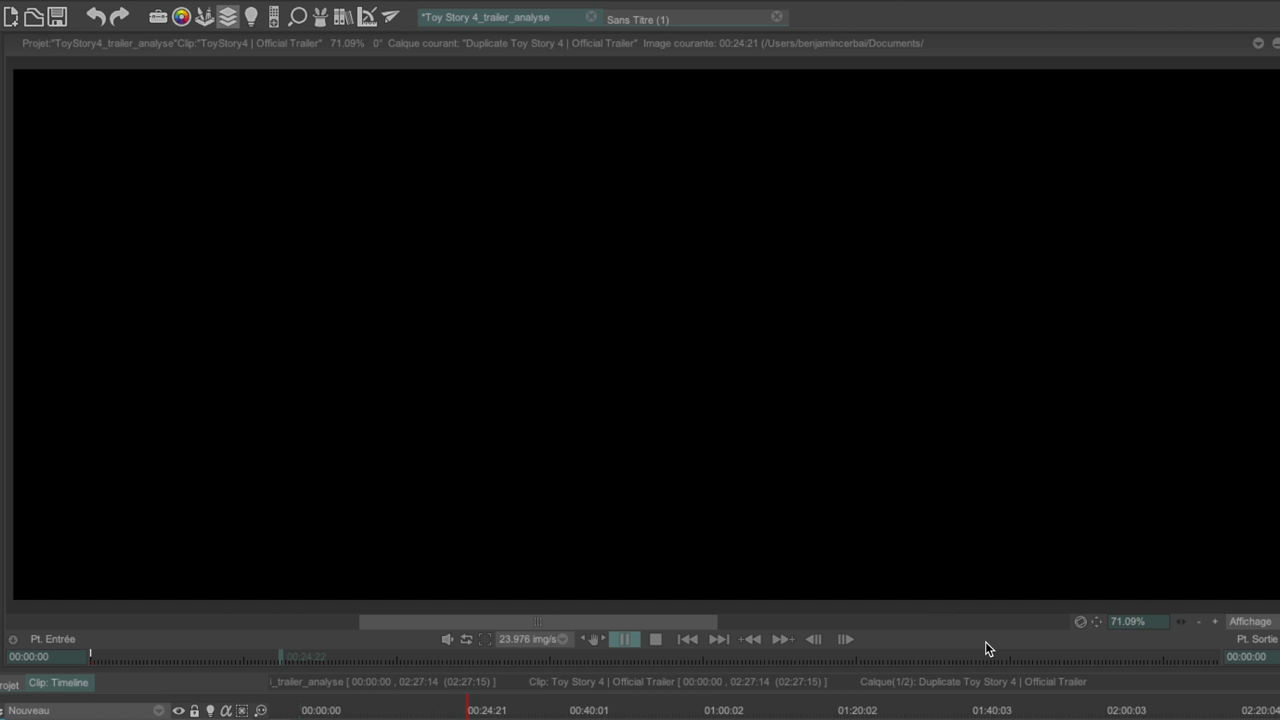 *Toy Story 4_trailer_analyse Sans Titre (1)
Projet:"ToyStory4_trailer_analyse"Clip:"ToyStory4 | Official Trailer" 71.09% 0° Calque courant: "Duplicate Toy Story 4 | Official Trailer" Image courante: 00:24:21 (/Users/benjamincerbai/Documents/
71.09% - + Affichage
Pt. Entrée 23.976 img/s Pt. Sortie
00:00:00 00:24:22 00:00:00
rojet Clip: Timeline i_trailer_analyse [ 00:00:00 , 02:27:14 (02:27:15) ] Clip: Toy Story 4 | Official Trailer [ 00:00:00 , 02:27:14 (02:27:15) ] Calque(1/2): Duplicate Toy Story 4 | Official Trailer
Nouveau 00:00:00 00:24:21 00:40:01 01:00:02 01:20:02 01:40:03 02:00:03 02:20:04